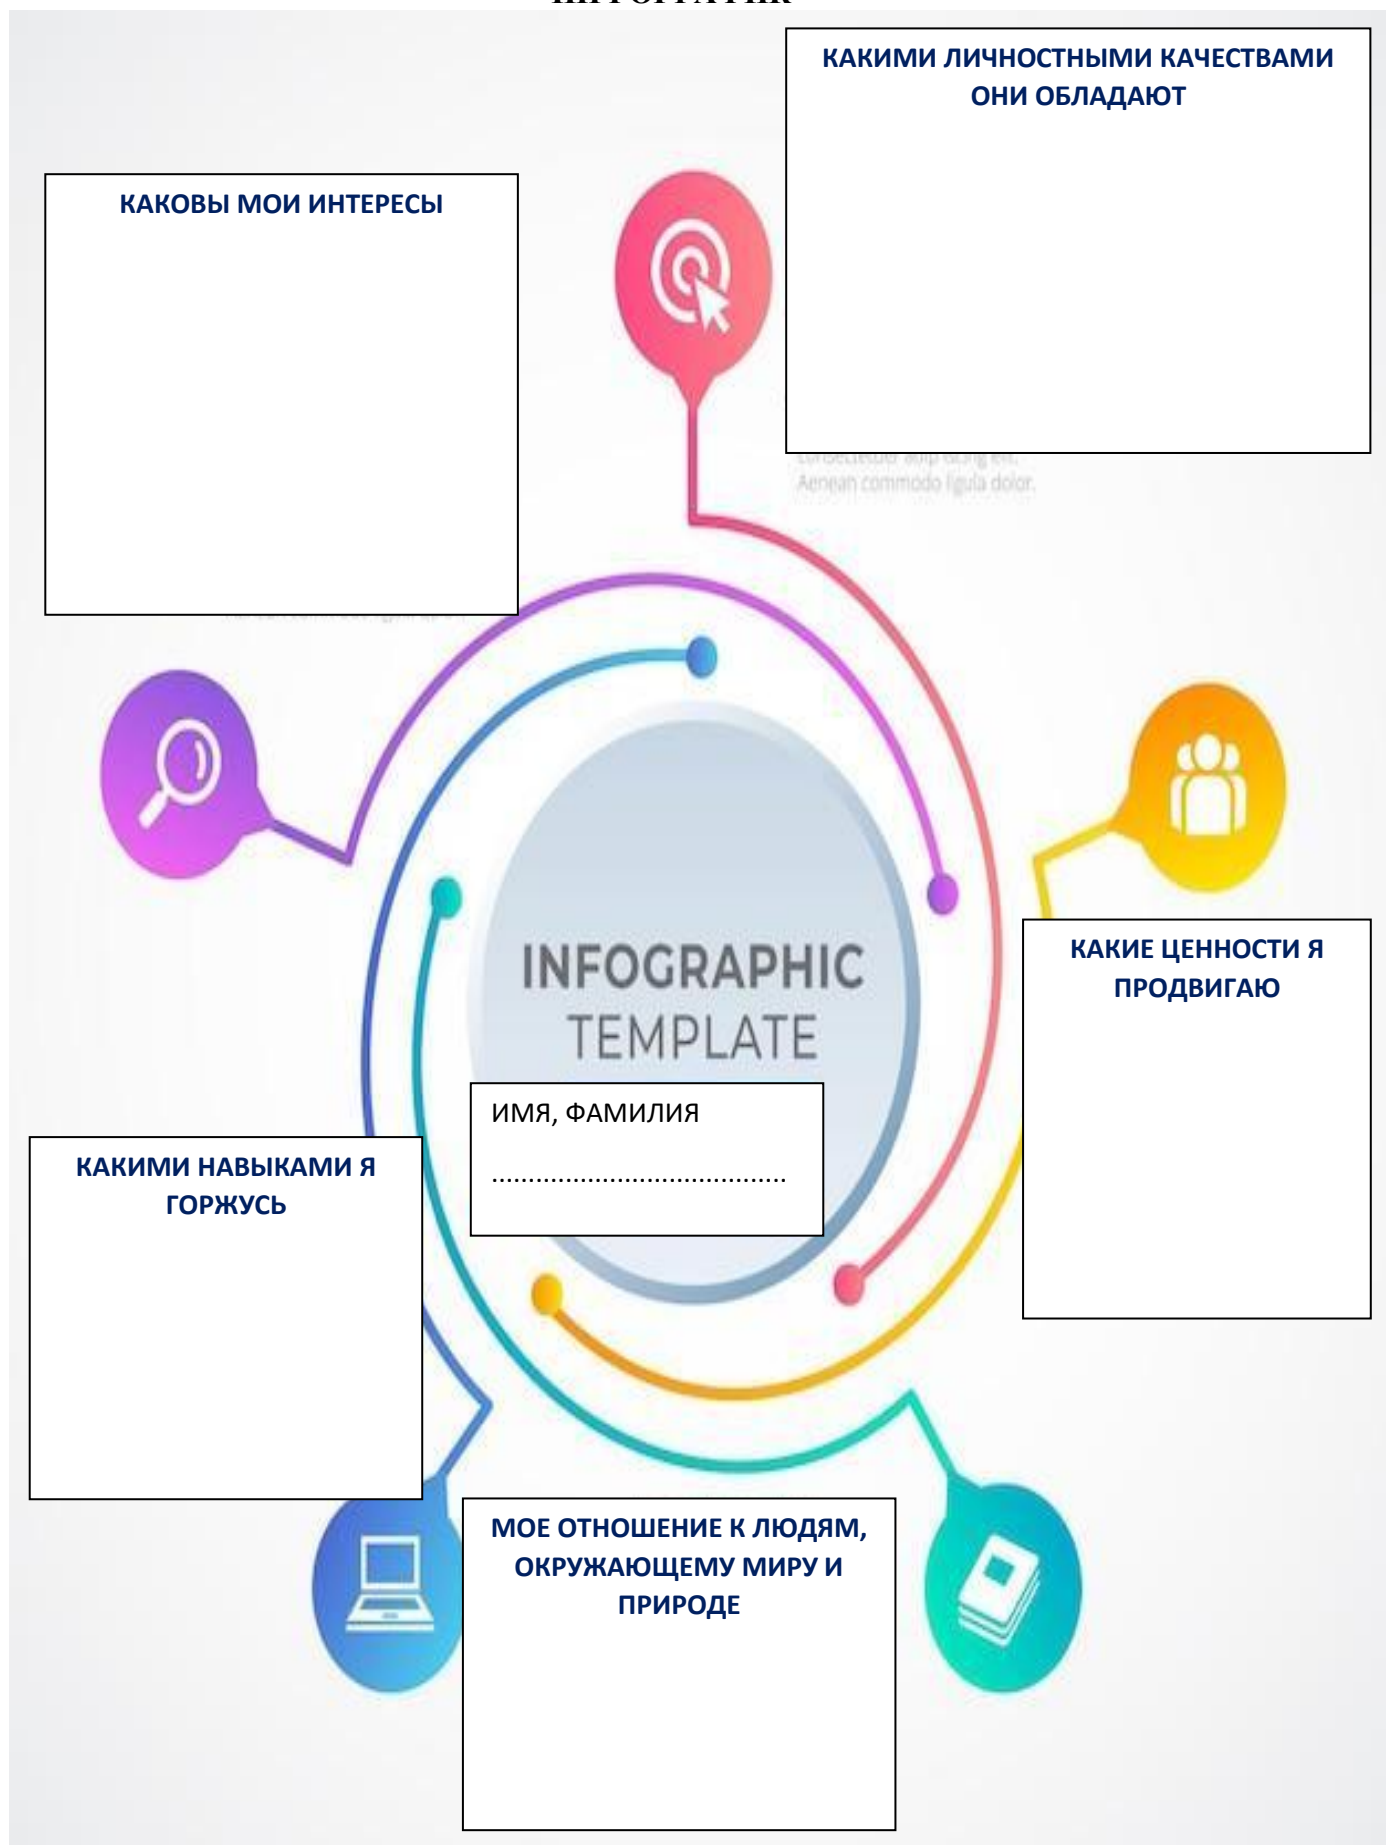 КАКИМИ ЛИЧНОСТНЫМИ КАЧЕСТВАМИ
ОНИ ОБЛАДАЮТ
КАКОВЫ МОИ ИНТЕРЕСЫ
Aenean commodo ligula dolor.
INFOGRAPHIC
TEMPLATE
КАКИЕ ЦЕННОСТИ Я
ПРОДВИГАЮ
ИМЯ, ФАМИЛИЯ
........................................
КАКИМИ НАВЫКАМИ Я
ГОРЖУСЬ
МОЕ ОТНОШЕНИЕ К ЛЮДЯМ,
ОКРУЖАЮЩЕМУ МИРУ И
ПРИРОДЕ